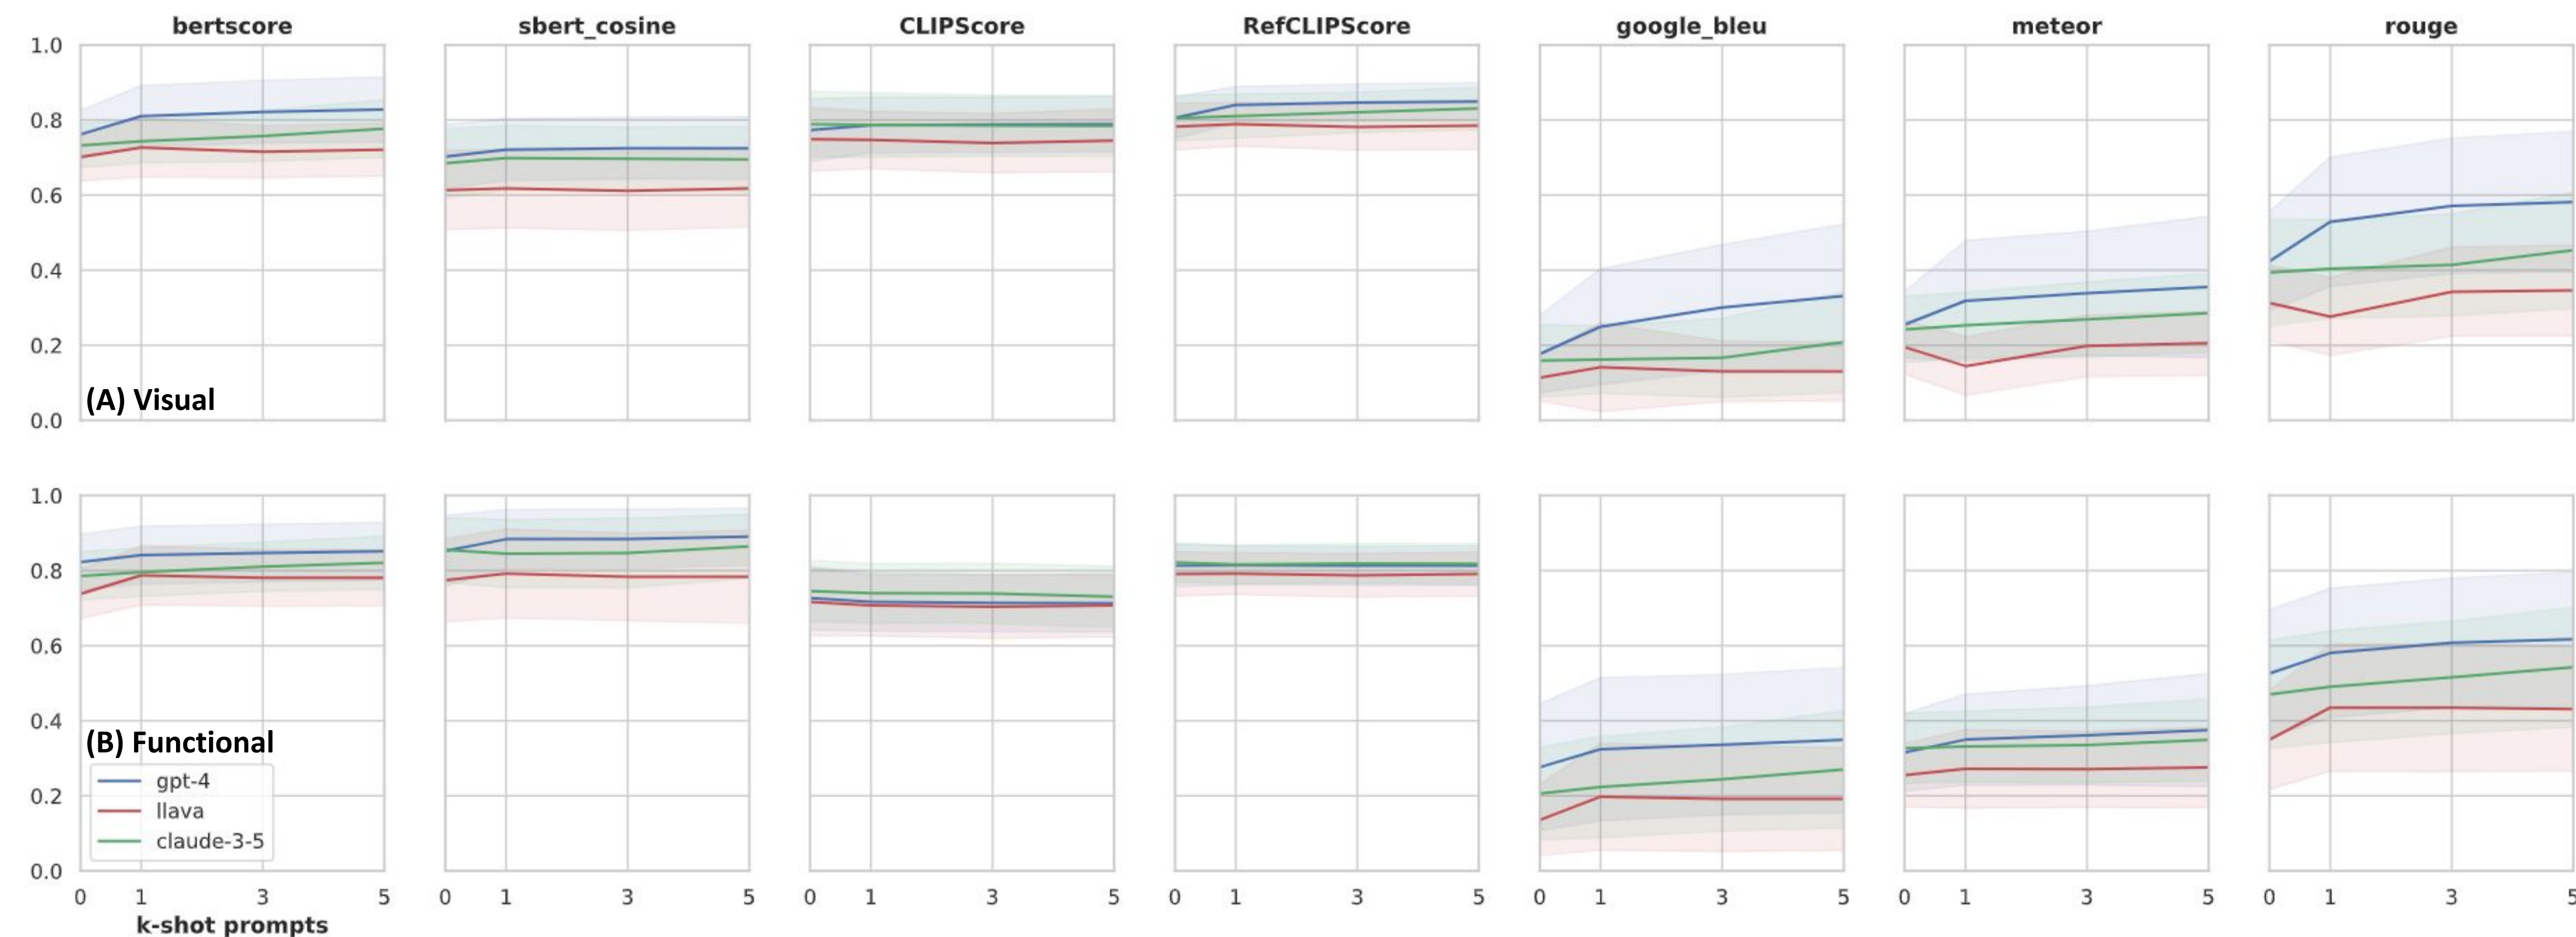 bertscore sbert_cosine CLIPScore RefCLIPScore google_bleu meteor rouge
1.0
0.8
0.6
0.4
0.2
0.0
(A) Visual
1.0
0.8
0.6
0.4
0.2
0.0
(B) Functional
gpt-4
llava
claude-3-5
0 1 3 5 0 1 3 5 0 1 3 5 0 1 3 5 0 1 3 5 0 1 3 5 0 1 3 5
k-shot prompts